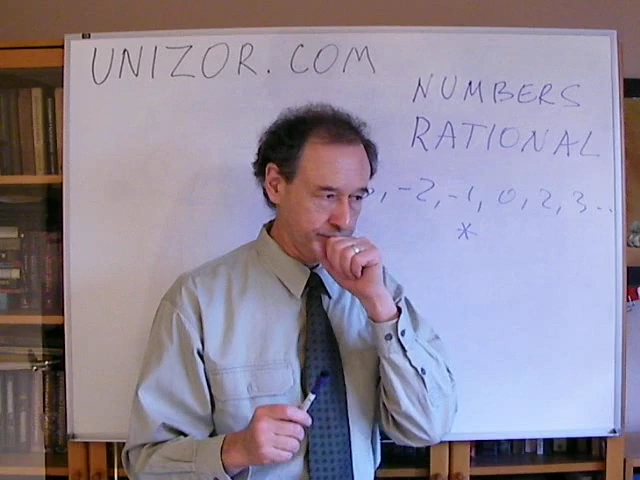 UNIZOR.COM
NUMBERS
RATIONAL
, -2, -1, 0, 2, 3 ..
*